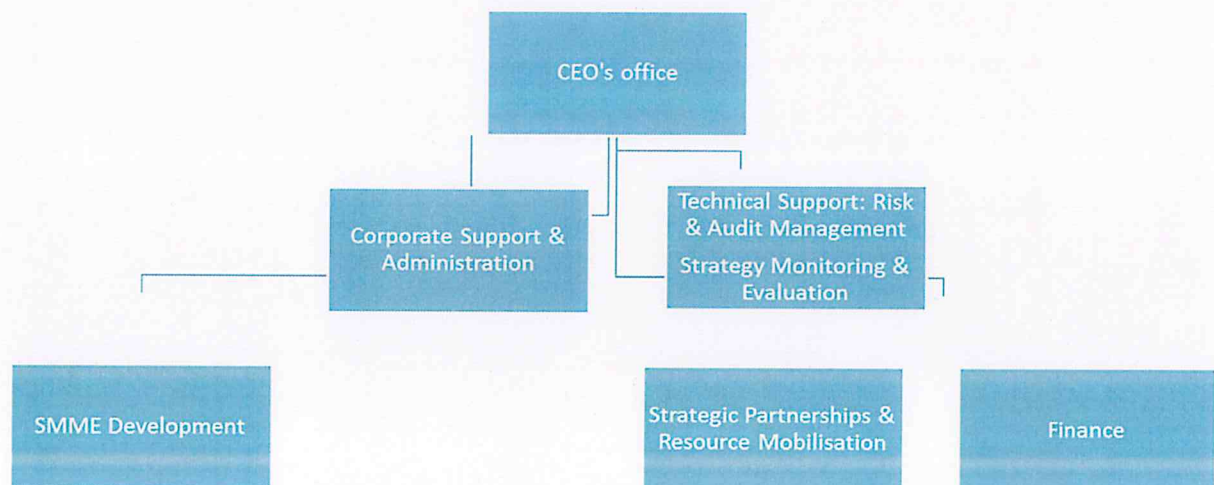 CEO's office
Corporate Support &
Administration
Technical Support: Risk
& Audit Management
Strategy Monitoring &
Evaluation
SMME Development
Strategic Partnerships &
Resource Mobilisation
Finance